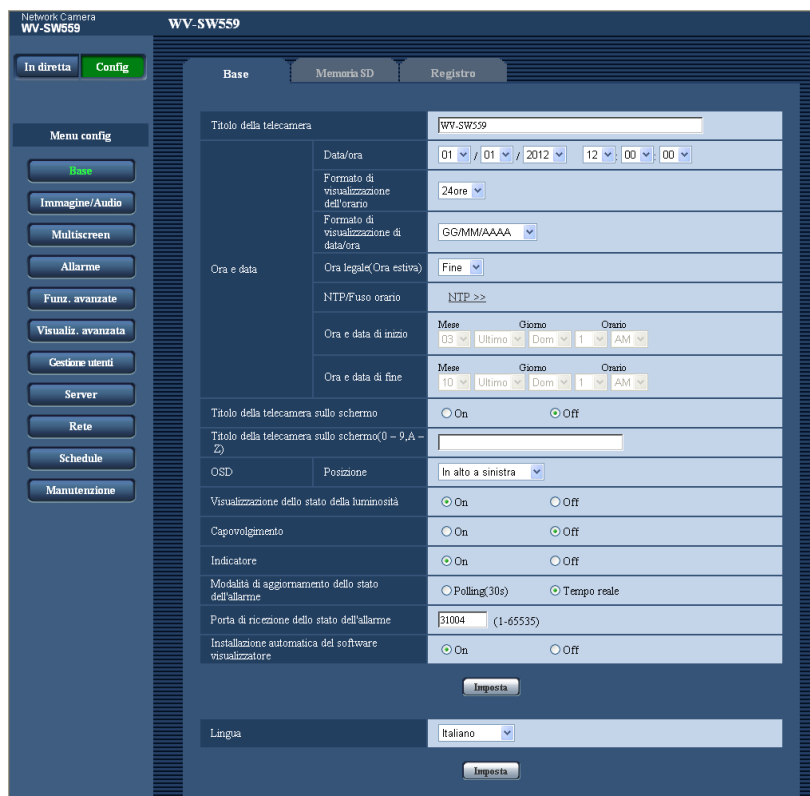 Network Camera
WV-SW559
WV-SW559
In diretta
Config
Menu config
Base
Immagine/Audio
Multiscreen
Allarme
Funz. avanzate
Visualiz. avanzata
Gestione utenti
Server
Rete
Schedule
Manutenzione
Base
Memoria SD
Registro
Titolo della telecamera
WV-SW559
Ora e data
Data/ora
01 / 01 / 2012 12 : 00 : 00
Formato di
visualizzazione
dell'orario
24ore
Formato di
visualizzazione di
data/ora
GG/MM/AAAA
Ora legale(Ora estiva)
Fine
NTP/Fuso orario
NTP >>
Ora e data di inizio
Mese Giorno Orario
03 Ultimo Dom 1 AM
Ora e data di fine
Mese Giorno Orario
10 Ultimo Dom 1 AM
Titolo della telecamera sullo schermo
On Off
Titolo della telecamera sullo schermo(0 – 9,A –
Z)
OSD
Posizione
In alto a sinistra
Visualizzazione dello stato della luminosità
On Off
Capovolgimento
On Off
Indicatore
On Off
Modalità di aggiornamento dello stato
dell'allarme
Polling(30s) Tempo reale
Porta di ricezione dello stato dell'allarme
31004 (1-65535)
Installazione automatica del software
visualizzatore
On Off
Imposta
Lingua
Italiano
Imposta